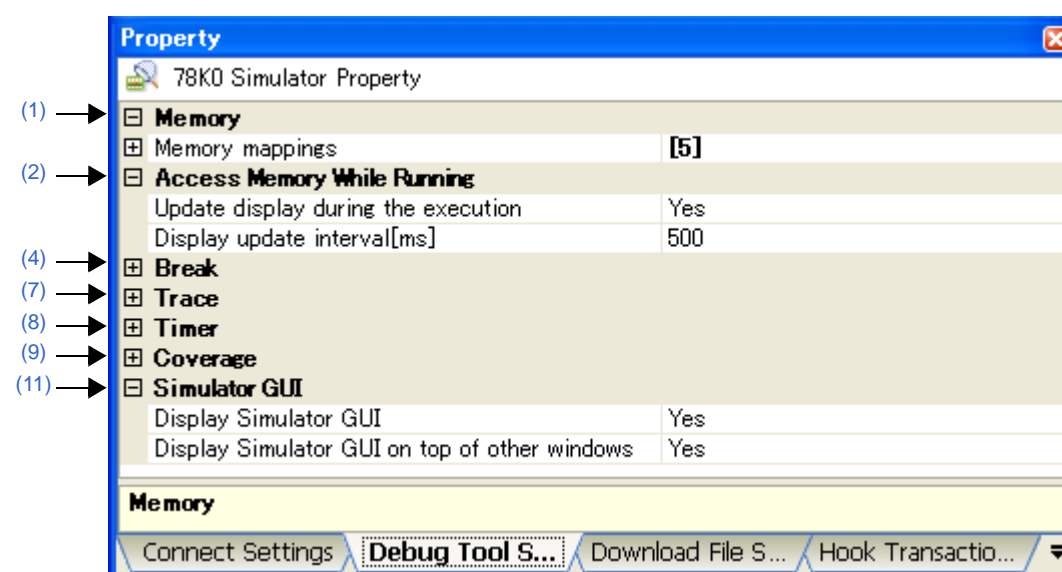 Property
78K0 Simulator Property
(1) Memory
Memory mappings [5]
(2) Access Memory While Running
Update display during the execution Yes
Display update interval[ms] 500
(4) Break
(7) Trace
(8) Timer
(9) Coverage
(11) Simulator GUI
Display Simulator GUI Yes
Display Simulator GUI on top of other windows Yes
Memory
Connect Settings Debug Tool S... Download File S... Hook Transactio...